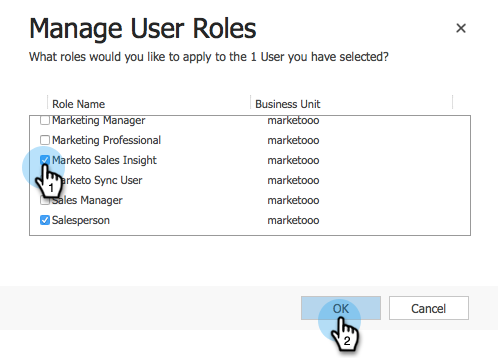 Manage User Roles
What roles would you like to apply to the 1 User you have selected?
Role Name Business Unit
Marketing Manager marketooo
Marketing Professional marketooo
Marketo Sales Insight marketooo
Marketo Sync User marketooo
1
Sales Manager marketooo
Salesperson marketooo
OK Cancel
2